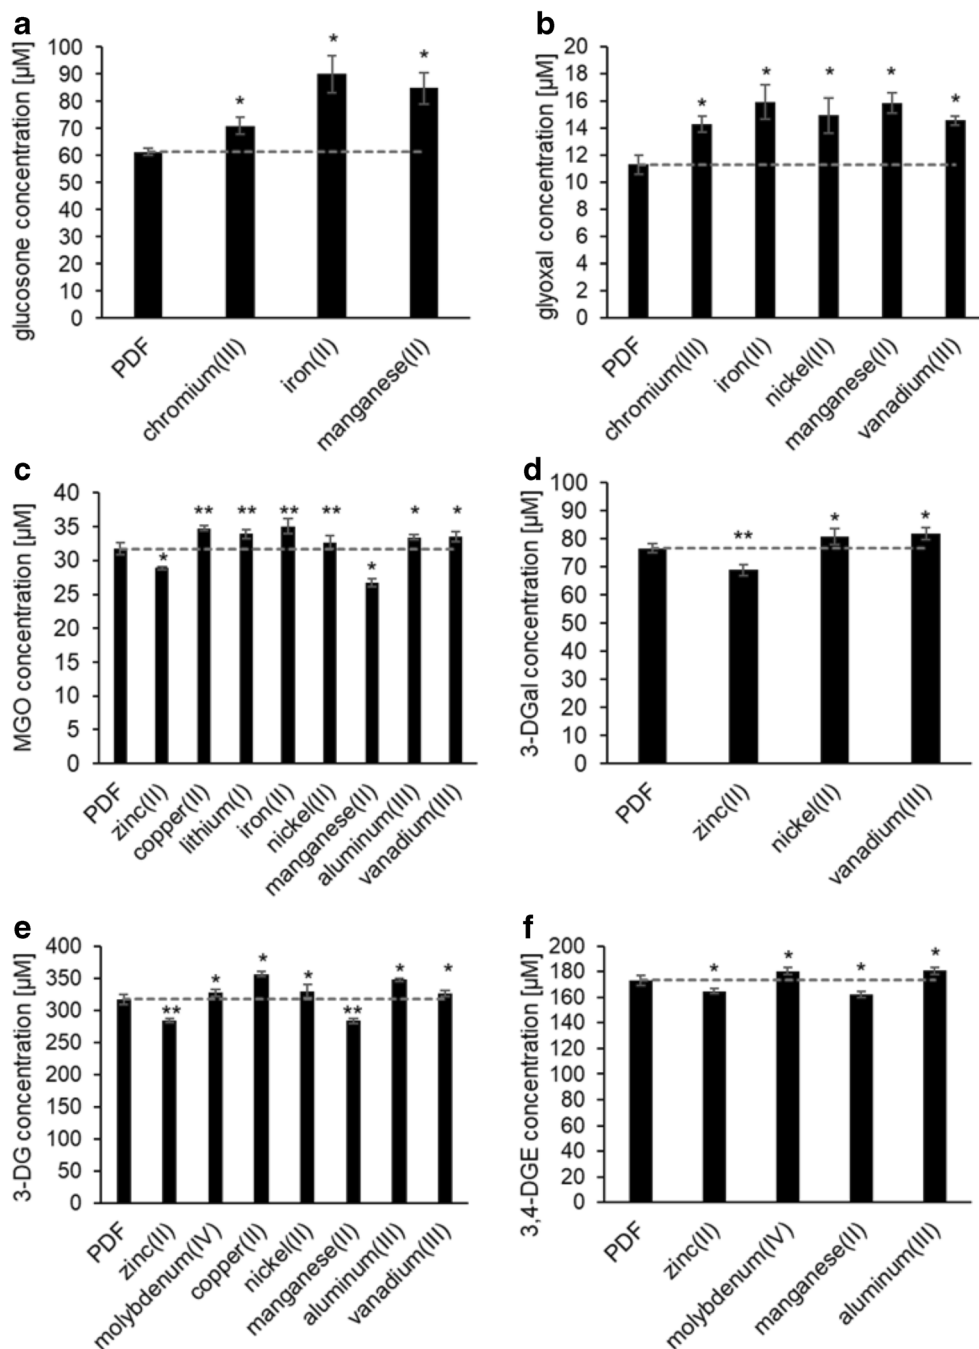 a
glucosone concentration [µM]
100
90
80
70
60
50
40
30
20
10
0
*
*
*
PDF
chromium(III)
iron(II)
manganese(II)
b
glyoxal concentration [µM]
20
18
16
14
12
10
8
6
4
2
0
*
*
*
*
*
PDF
chromium(III)
iron(II)
nickel(II)
manganese(II)
vanadium(III)
c
MGO concentration [µM]
40
35
30
25
20
15
10
5
0
*
**
**
**
**
*
*
*
PDF
zinc(II)
copper(II)
lithium(I)
iron(II)
nickel(II)
manganese(II)
aluminum(III)
vanadium(III)
d
3-DGal concentration [µM]
100
90
80
70
60
50
40
30
20
10
0
**
*
*
PDF
zinc(II)
nickel(II)
vanadium(III)
e
3-DG concentration [µM]
400
350
300
250
200
150
100
50
0
**
*
*
*
**
*
*
PDF
zinc(II)
molybdenum(IV)
copper(II)
nickel(II)
manganese(II)
aluminum(III)
vanadium(III)
f
3,4-DGE concentration [µM]
200
180
160
140
120
100
80
60
40
20
0
*
*
*
*
PDF
zinc(II)
molybdenum(IV)
manganese(II)
aluminum(III)